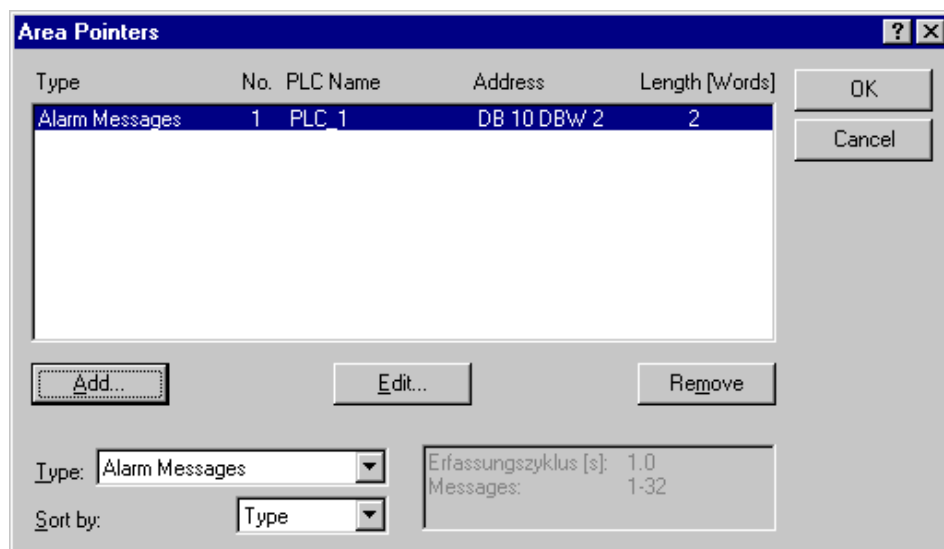 Area Pointers
Type No. PLC Name Address Length [Words]
Alarm Messages 1 PLC_1 DB 10 DBW 2 2
OK
Cancel
Add... Edit... Remove
Type: Alarm Messages
Sort by: Type
Erfassungszyklus [s]: 1.0
Messages: 1-32